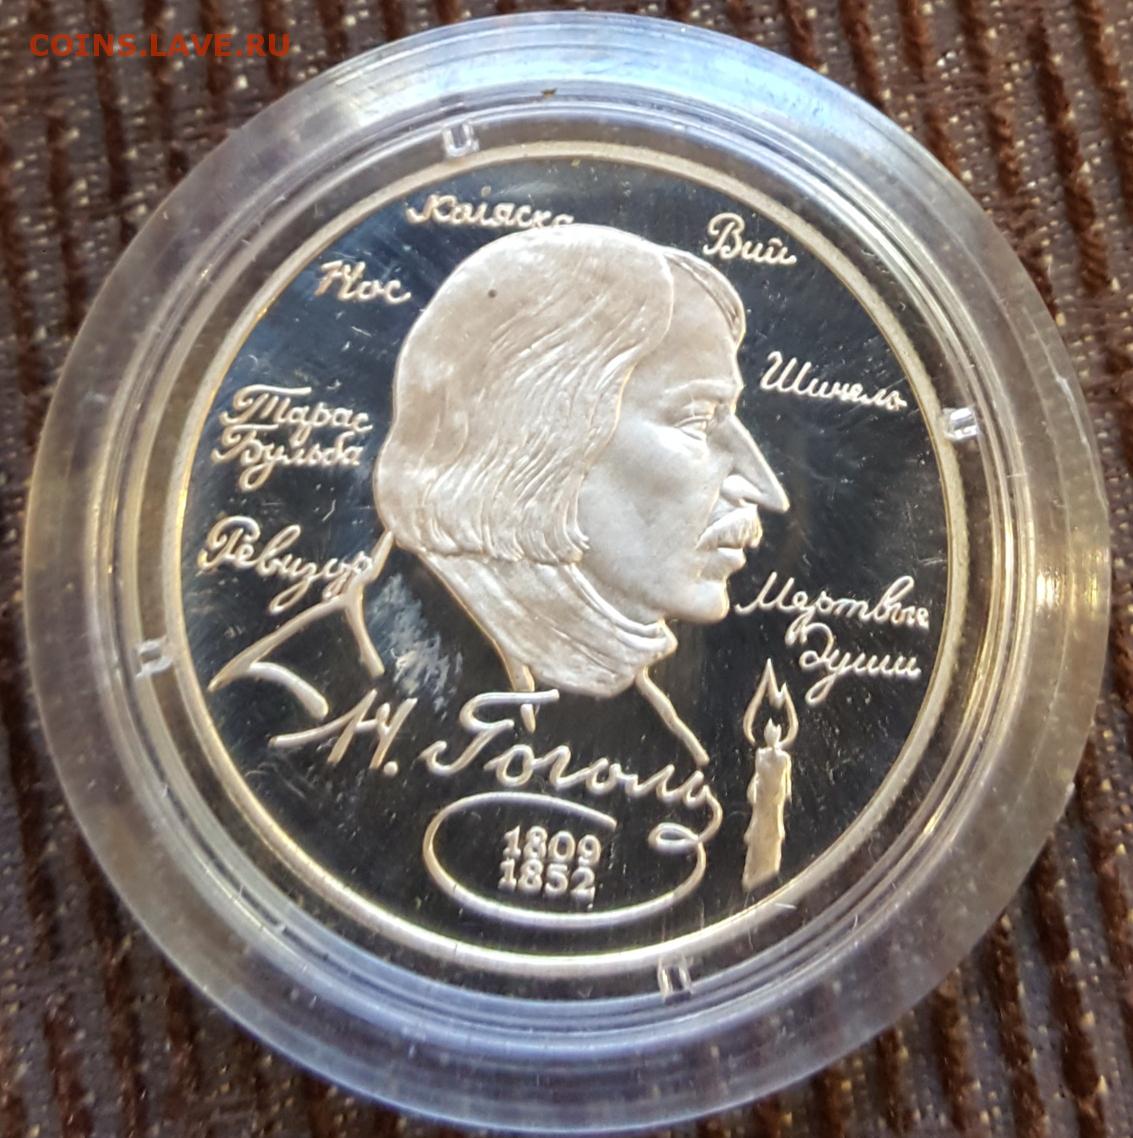 COINS.LAVE.RU
Коляска
Вий
Нос
Шинель
Тарас
Бульба
Ревизор
Мертвые
Души
Н. Гоголь
1809
1852